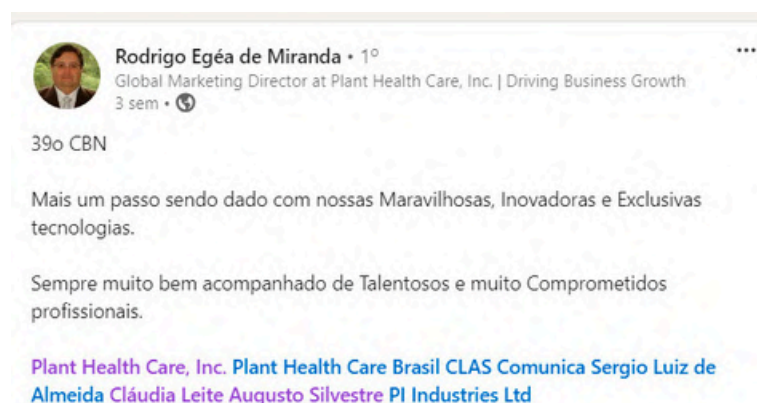 Rodrigo Egéa de Miranda • 1º
Global Marketing Director at Plant Health Care, Inc. | Driving Business Growth
3 sem •
39o CBN
Mais um passo sendo dado com nossas Maravilhosas, Inovadoras e Exclusivas
tecnologias.
Sempre muito bem acompanhado de Talentosos e muito Comprometidos
profissionais.
Plant Health Care, Inc. Plant Health Care Brasil CLAS Comunica Sergio Luiz de
Almeida Cláudia Leite Augusto Silvestre PI Industries Ltd